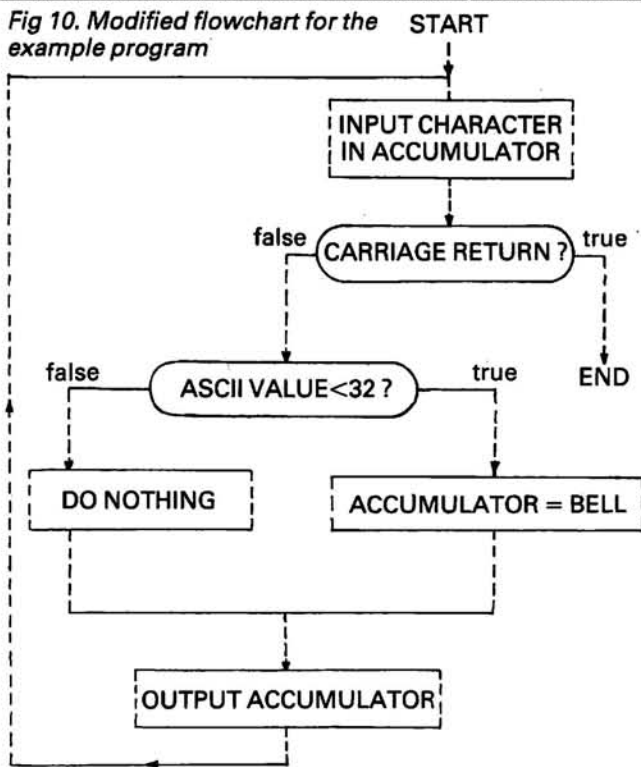 Fig 10. Modified flowchart for the
example program
START
INPUT CHARACTER
IN ACCUMULATOR
false
CARRIAGE RETURN ?
true
false
ASCII VALUE<32 ?
true
END
DO NOTHING
ACCUMULATOR = BELL
OUTPUT ACCUMULATOR